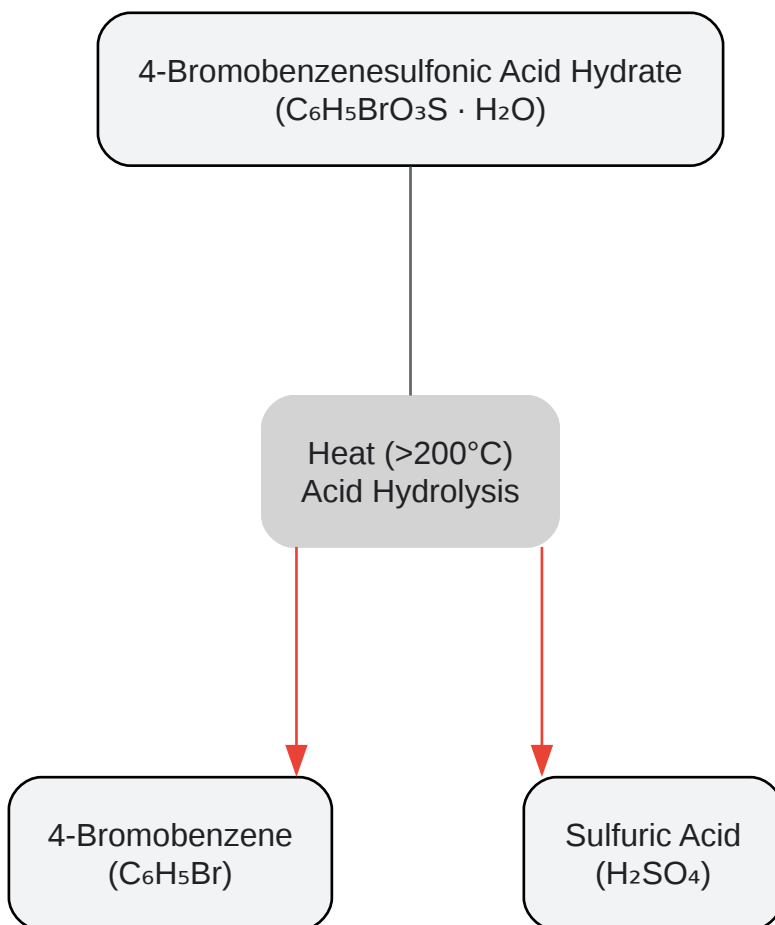 4-Bromobenzenesulfonic Acid Hydrate
(C₆H₅BrO₃S · H₂O)
Heat (>200°C)
Acid Hydrolysis
4-Bromobenzene
(C₆H₅Br)
Sulfuric Acid
(H₂SO₄)